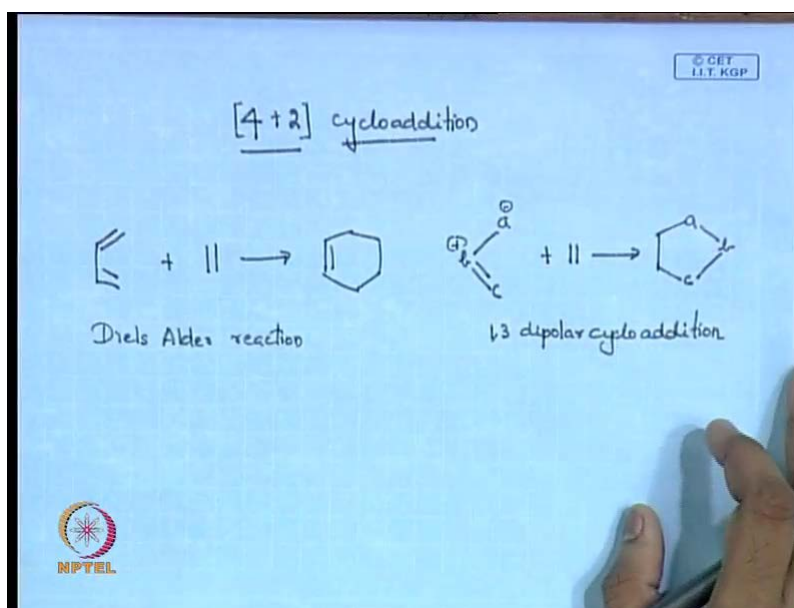 © CET
I.I.T. KGP
[4+2] cycloaddition
⊖
a
⊕
b
c
+ || ⟶
+ || ⟶
a
b
c
Diels Alder reaction
1,3 dipolar cycloaddition
NPTEL